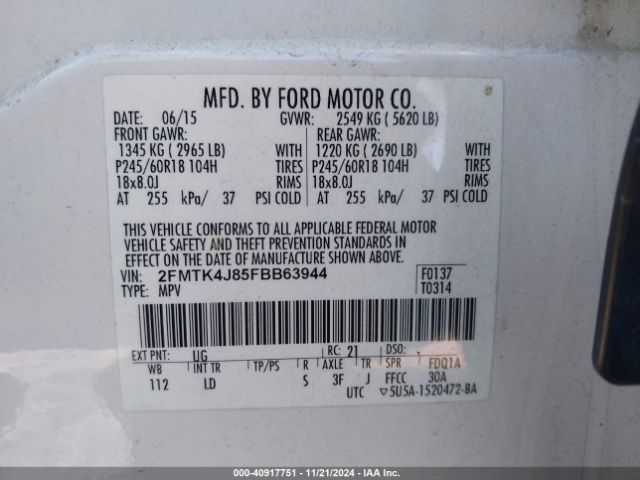 MFD. BY FORD MOTOR CO.
DATE: 06/15 GVWR: 2549 KG ( 5620 LB)
FRONT GAWR: REAR GAWR:
1345 KG ( 2965 LB) WITH 1220 KG ( 2690 LB) WITH
P245/60R18 104H TIRES P245/60R18 104H TIRES
18x8.0J RIMS 18x8.0J RIMS
AT 255 kPa/ 37 PSI COLD AT 255 kPa/ 37 PSI COLD
THIS VEHICLE CONFORMS TO ALL APPLICABLE FEDERAL MOTOR
VEHICLE SAFETY AND THEFT PREVENTION STANDARDS IN
EFFECT ON THE DATE OF MANUFACTURE SHOWN ABOVE.
VIN: 2FMTK4J85FBB63944 F0137
TYPE: MPV T0314
EXT PNT: UG RC: 21 DSO: FDQ1A
WB INT TR TP/PS R AXLE TR SPR
112 LD S 3F J FFCC 30A
UTC ▽5U5A-1520472-BA
000-40917751 - 11/21/2024 - IAA Inc.